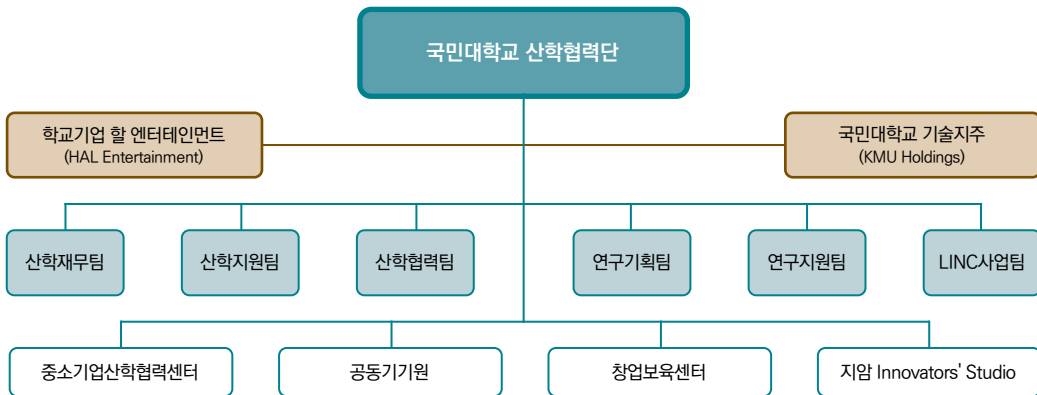 국민대학교 산학협력단
학교기업 할 엔터테인먼트
(HAL Entertainment)
국민대학교 기술지주
(KMU Holdings)
산학재무팀
산학지원팀
산학협력팀
연구기획팀
연구지원팀
LINC사업팀
중소기업산학협력센터
공동기기원
창업보육센터
지암 Innovators' Studio